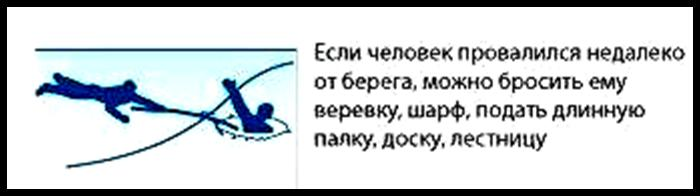 Если человек провалился недалеко
от берега, можно бросить ему
веревку, шарф, подать длинную
палку, доску, лестницу